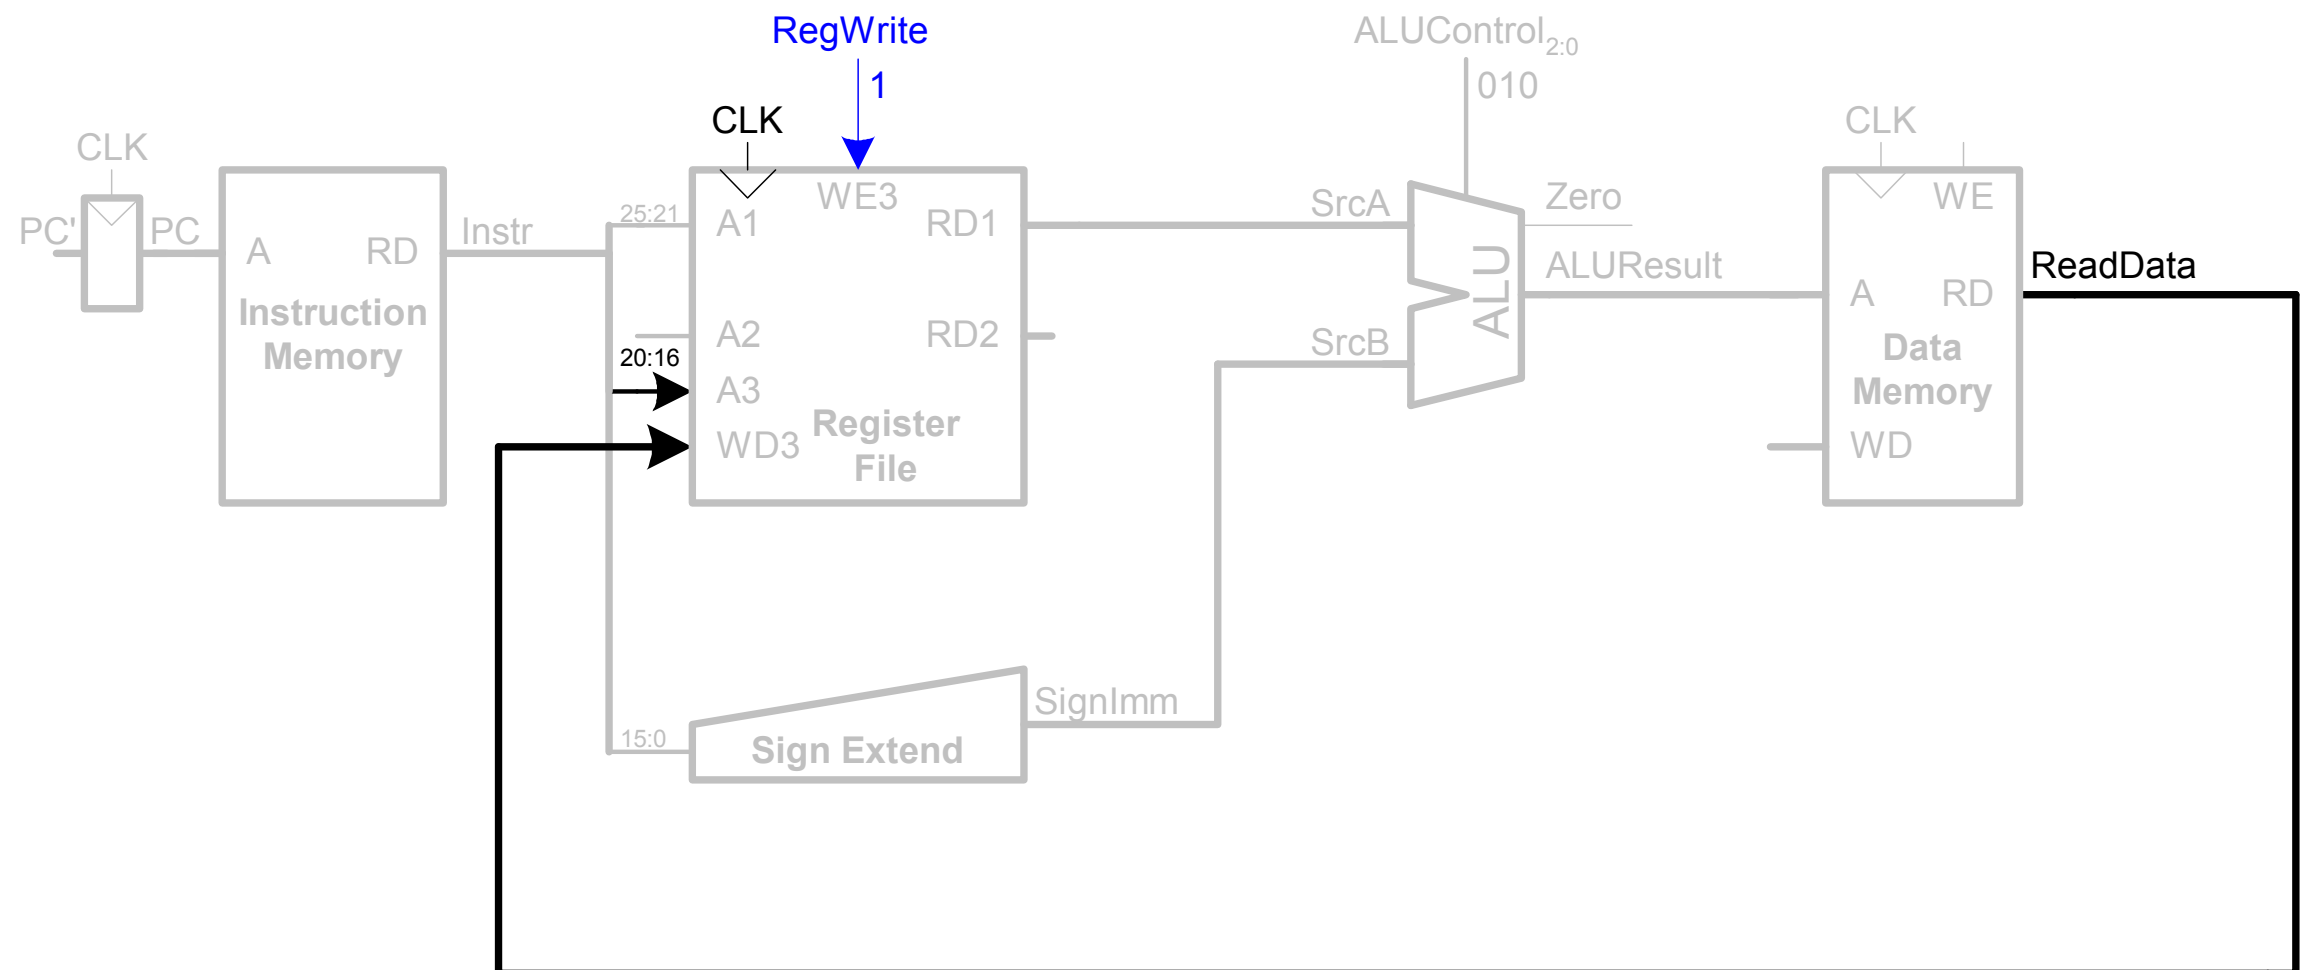 RegWrite
1
CLK
ALUControl2:0
010
CLK
CLK
PC'
PC
A
RD
Instruction
Memory
Instr
25:21
A1
WE3
RD1
A2
RD2
20:16
A3
WD3
Register
File
SrcA
SrcB
ALU
Zero
ALUResult
WE
A
RD
Data
Memory
WD
ReadData
15:0
Sign Extend
SignImm